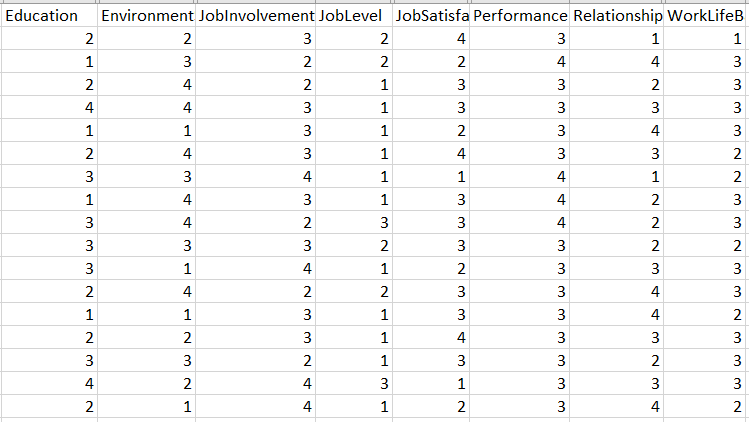 Education Environment JobInvolvement JobLevel JobSatisfa Performance Relationship WorkLifeB
2 2 3 2 4 3 1 1
1 3 2 2 2 4 4 3
2 4 2 1 3 3 2 3
4 4 3 1 3 3 3 3
1 1 3 1 2 3 4 3
2 4 3 1 4 3 3 2
3 3 4 1 1 4 1 2
1 4 3 1 3 4 2 3
3 4 2 3 3 4 2 3
3 3 3 2 3 3 2 2
3 1 4 1 2 3 3 3
2 4 2 2 3 3 4 3
1 1 3 1 3 3 4 2
2 2 3 1 4 3 3 3
3 3 2 1 3 3 2 3
4 2 4 3 1 3 3 3
2 1 4 1 2 3 4 2